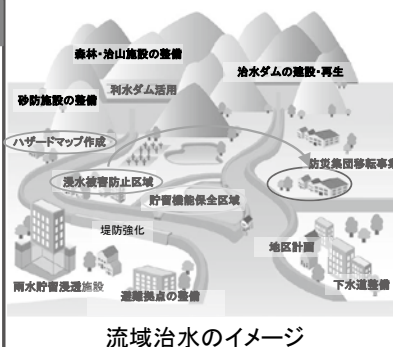 森林・治山施設の整備
治水ダムの建設・再生
利水ダム活用
砂防施設の整備
ハザードマップ作成
防災集団移転事業
浸水被害防止区域
貯留機能保全区域
堤防強化
地区計画
雨水貯留浸透施設
避難拠点の整備
下水道整備
流域治水のイメージ